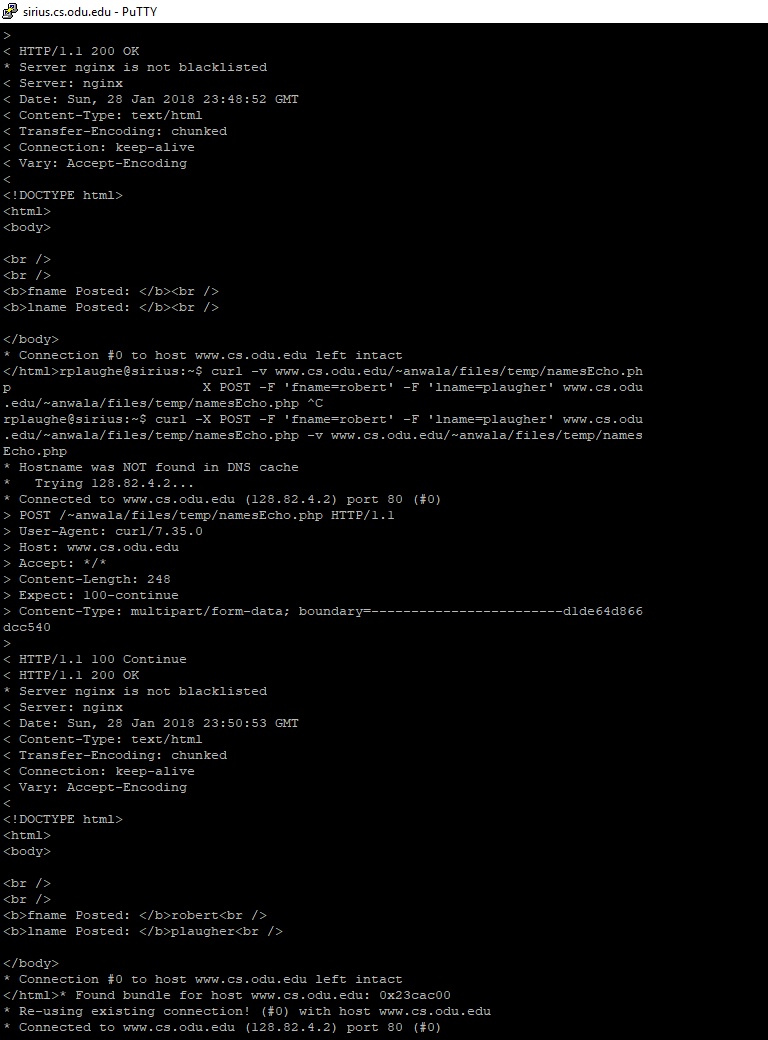 sirius.cs.odu.edu - PuTTY
>
< HTTP/1.1 200 OK
* Server nginx is not blacklisted
< Server: nginx
< Date: Sun, 28 Jan 2018 23:48:52 GMT
< Content-Type: text/html
< Transfer-Encoding: chunked
< Connection: keep-alive
< Vary: Accept-Encoding
<
<!DOCTYPE html>
<html>
<body>
<br />
<br />
<b>fname Posted: </b><br />
<b>lname Posted: </b><br />
</body>
* Connection #0 to host www.cs.odu.edu left intact
</html>rplaughe@sirius:~$ curl -v www.cs.odu.edu/~anwala/files/temp/namesEcho.ph
p                        X POST -F 'fname=robert' -F 'lname=plaugher' www.cs.odu
.edu/~anwala/files/temp/namesEcho.php ^C
rplaughe@sirius:~$ curl -X POST -F 'fname=robert' -F 'lname=plaugher' www.cs.odu
.edu/~anwala/files/temp/namesEcho.php -v www.cs.odu.edu/~anwala/files/temp/names
Echo.php
* Hostname was NOT found in DNS cache
*   Trying 128.82.4.2...
* Connected to www.cs.odu.edu (128.82.4.2) port 80 (#0)
> POST /~anwala/files/temp/namesEcho.php HTTP/1.1
> User-Agent: curl/7.35.0
> Host: www.cs.odu.edu
> Accept: */*
> Content-Length: 248
> Expect: 100-continue
> Content-Type: multipart/form-data; boundary=------------------------d1de64d866
dcc540
>
< HTTP/1.1 100 Continue
< HTTP/1.1 200 OK
* Server nginx is not blacklisted
< Server: nginx
< Date: Sun, 28 Jan 2018 23:50:53 GMT
< Content-Type: text/html
< Transfer-Encoding: chunked
< Connection: keep-alive
< Vary: Accept-Encoding
<
<!DOCTYPE html>
<html>
<body>
<br />
<br />
<b>fname Posted: </b>robert<br />
<b>lname Posted: </b>plaugher<br />
</body>
* Connection #0 to host www.cs.odu.edu left intact
</html>* Found bundle for host www.cs.odu.edu: 0x23cac00
* Re-using existing connection! (#0) with host www.cs.odu.edu
* Connected to www.cs.odu.edu (128.82.4.2) port 80 (#0)